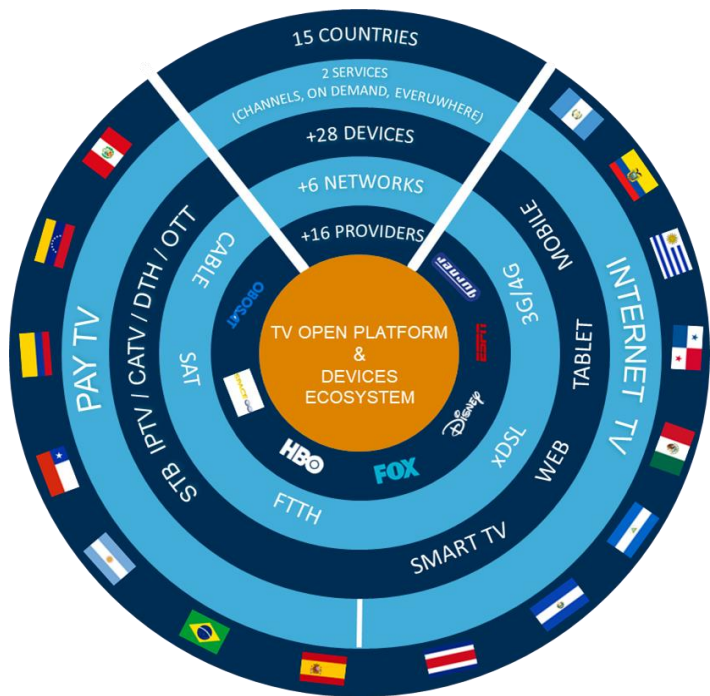 15 COUNTRIES
2 SERVICES
(CHANNELS, ON DEMAND, EVERUWHERE)
+28 DEVICES
+6 NETWORKS
+16 PROVIDERS
TV OPEN PLATFORM
&
DEVICES
ECOSYSTEM
PAY TV
INTERNET TV
STB IPTV / CATV / DTH / OTT
MOBILE
TABLET
WEB
SMART TV
CABLE
SAT
FTTH
xDSL
3G/4G
Turner
ESPN
DISNEY
FOX
HBO